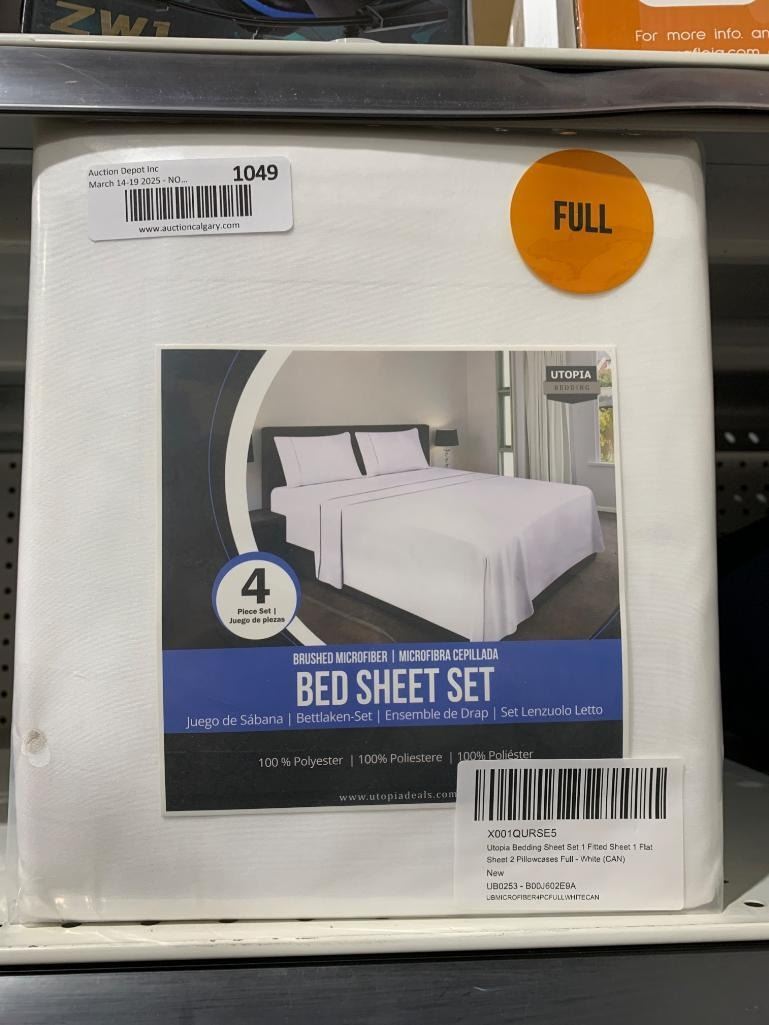 ZW1
For more info. an
afloia.com
Auction Depot Inc
March 14-19 2025 - NO...
1049
www.auctioncalgary.com
FULL
UTOPIA
BEDDING
4
Piece Set |
Juego de piezas
BRUSHED MICROFIBER | MICROFIBRA CEPILLADA
BED SHEET SET
Juego de Sábana | Bettlaken-Set | Ensemble de Drap | Set Lenzuolo Letto
100 % Polyester | 100% Poliestere | 100% Poliéster
www.utopiadeals.com
X001QURSE5
Utopia Bedding Sheet Set 1 Fitted Sheet 1 Flat
Sheet 2 Pillowcases Full - White (CAN)
New
UB0253 - B00J602E9A
UBMICROFIBER4PCFULLWHITECAN